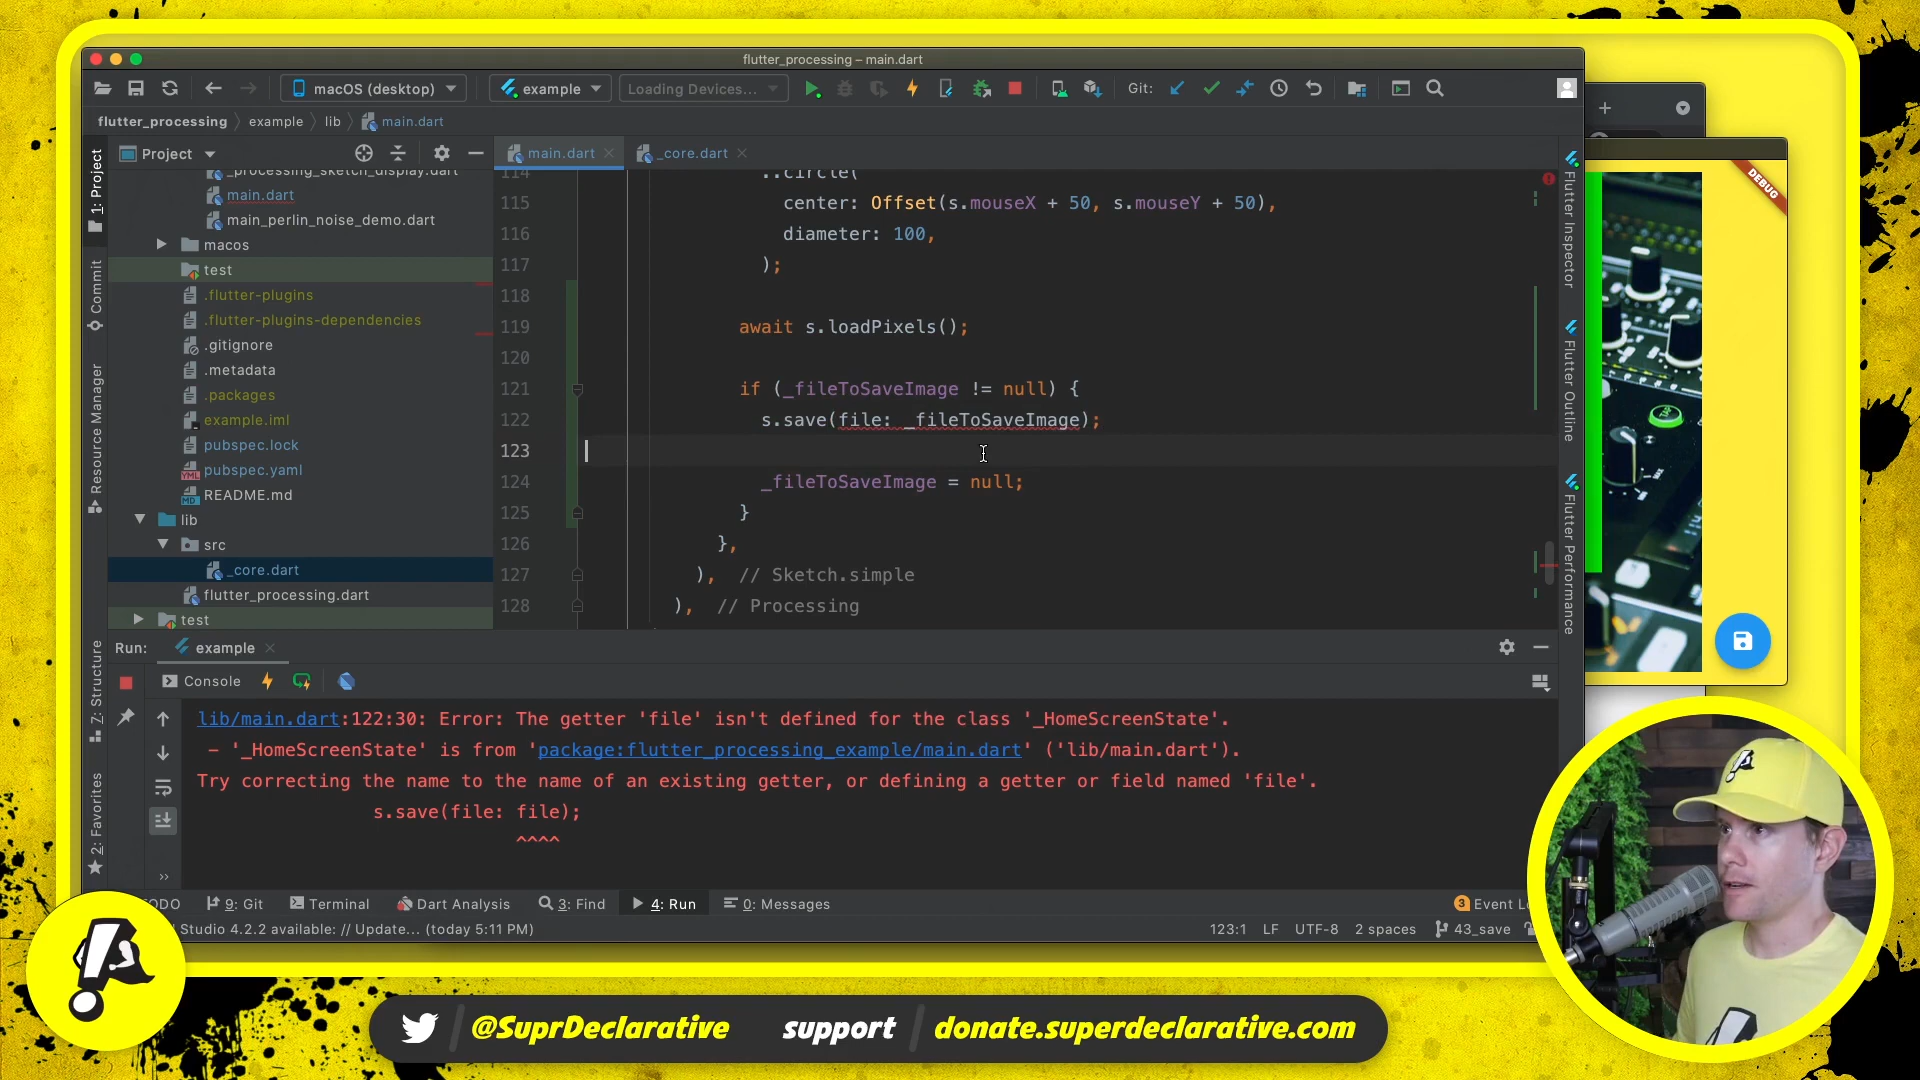 flutter_processing – main.dart
macOS (desktop)
example
Loading Devices...
Git:
flutter_processing
example
lib
main.dart
1: Project
Commit
Resource Manager
7: Structure
2: Favorites
Project
_processing_sketch_display.dart
main.dart
main_perlin_noise_demo.dart
macos
test
.flutter-plugins
.flutter-plugins-dependencies
.gitignore
.metadata
.packages
example.iml
pubspec.lock
pubspec.yaml
README.md
lib
src
_core.dart
flutter_processing.dart
test
main.dart
_core.dart
114 ..circle(
115 center: Offset(s.mouseX + 50, s.mouseY + 50),
116 diameter: 100,
117 );
118
119 await s.loadPixels();
120
121 if (_fileToSaveImage != null) {
122 s.save(file: _fileToSaveImage);
123
124 _fileToSaveImage = null;
125 }
126 },
127 ), // Sketch.simple
128 ), // Processing
Flutter Inspector
Flutter Outline
Flutter Performance
DEBUG
Run:
example
Console
lib/main.dart:122:30: Error: The getter 'file' isn't defined for the class '_HomeScreenState'.
– '_HomeScreenState' is from 'package:flutter_processing_example/main.dart' ('lib/main.dart').
Try correcting the name to the name of an existing getter, or defining a getter or field named 'file'.
s.save(file: file);
^^^^
ODO
9: Git
Terminal
Dart Analysis
3: Find
4: Run
0: Messages
3 Event L
Studio 4.2.2 available: // Update... (today 5:11 PM)
123:1
LF
UTF-8
2 spaces
43_save
@SuprDeclarative
support
donate.superdeclarative.com